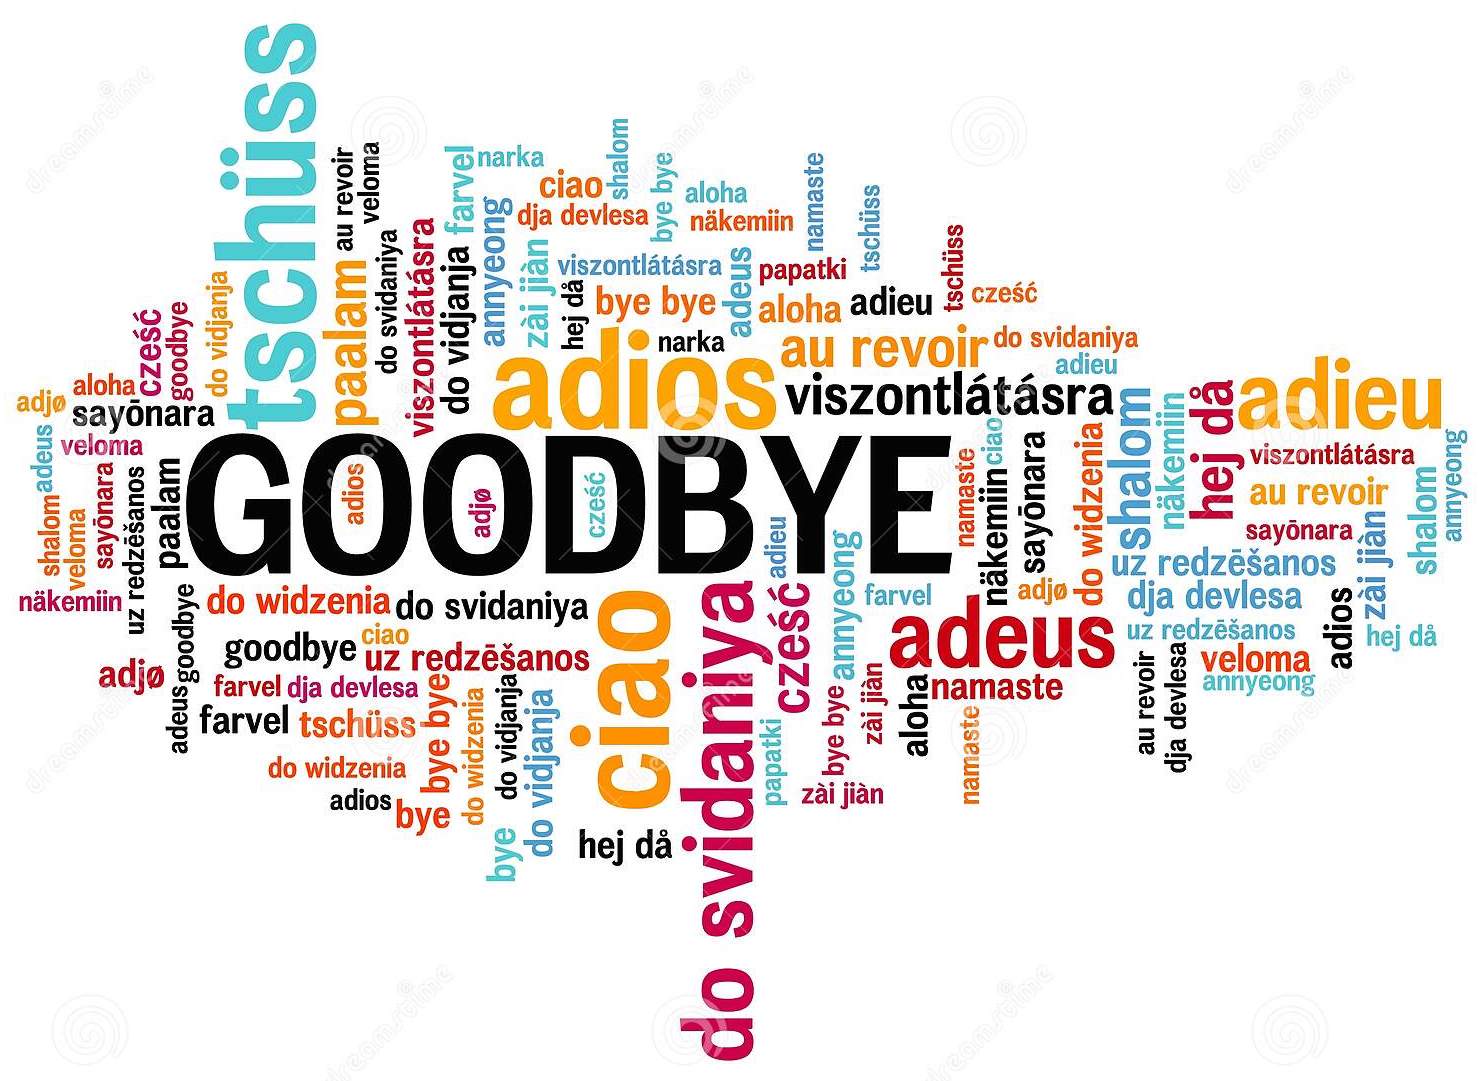 tschüss
au revoir
veloma
farvel
narka
ciao
shalom
bye bye
aloha
namaste
tschüss
dja devlesa
näkemiin
annyeong
paalam
do svidaniya
viszontlátásra
do vidjanja
zài jiàn
hej då
viszontlátásra
adeus
papatki
tschüss
cześć
bye bye
aloha
adieu
cześć
goodbye
do vidjanja
adios
narka
au revoir
do svidaniya
adieu
adjø
aloha
sayōnara
viszontlátásra
shalom
näkemiin
hej då
adieu
adeus
veloma
GOODBYE
adios
adjø
cześć
namaste
ciao
näkemiin
sayōnara
do widzenia
viszontlátásra
au revoir
sayōnara
shalom
annyeong
shalom
veloma
sayōnara
uz redzēšanos
paalam
adieu
annyeong
farvel
adjø
uz redzēšanos
dja devlesa
zài jiàn
näkemiin
goodbye
do widzenia
do svidaniya
ciao
do svidaniya
cześć
adeus
uz redzēšanos
adios
hej då
goodbye
ciao
uz redzēšanos
veloma
annyeong
adjø
adeus
farvel
dja devlesa
bye bye
do widzenia
do vidjanja
do vidjanja
papatki
bye bye
zài jiàn
aloha
namaste
namaste
au revoir
dja devlesa
farvel
tschüss
do widzenia
adios
bye
zài jiàn
bye
hej då
dreamstime